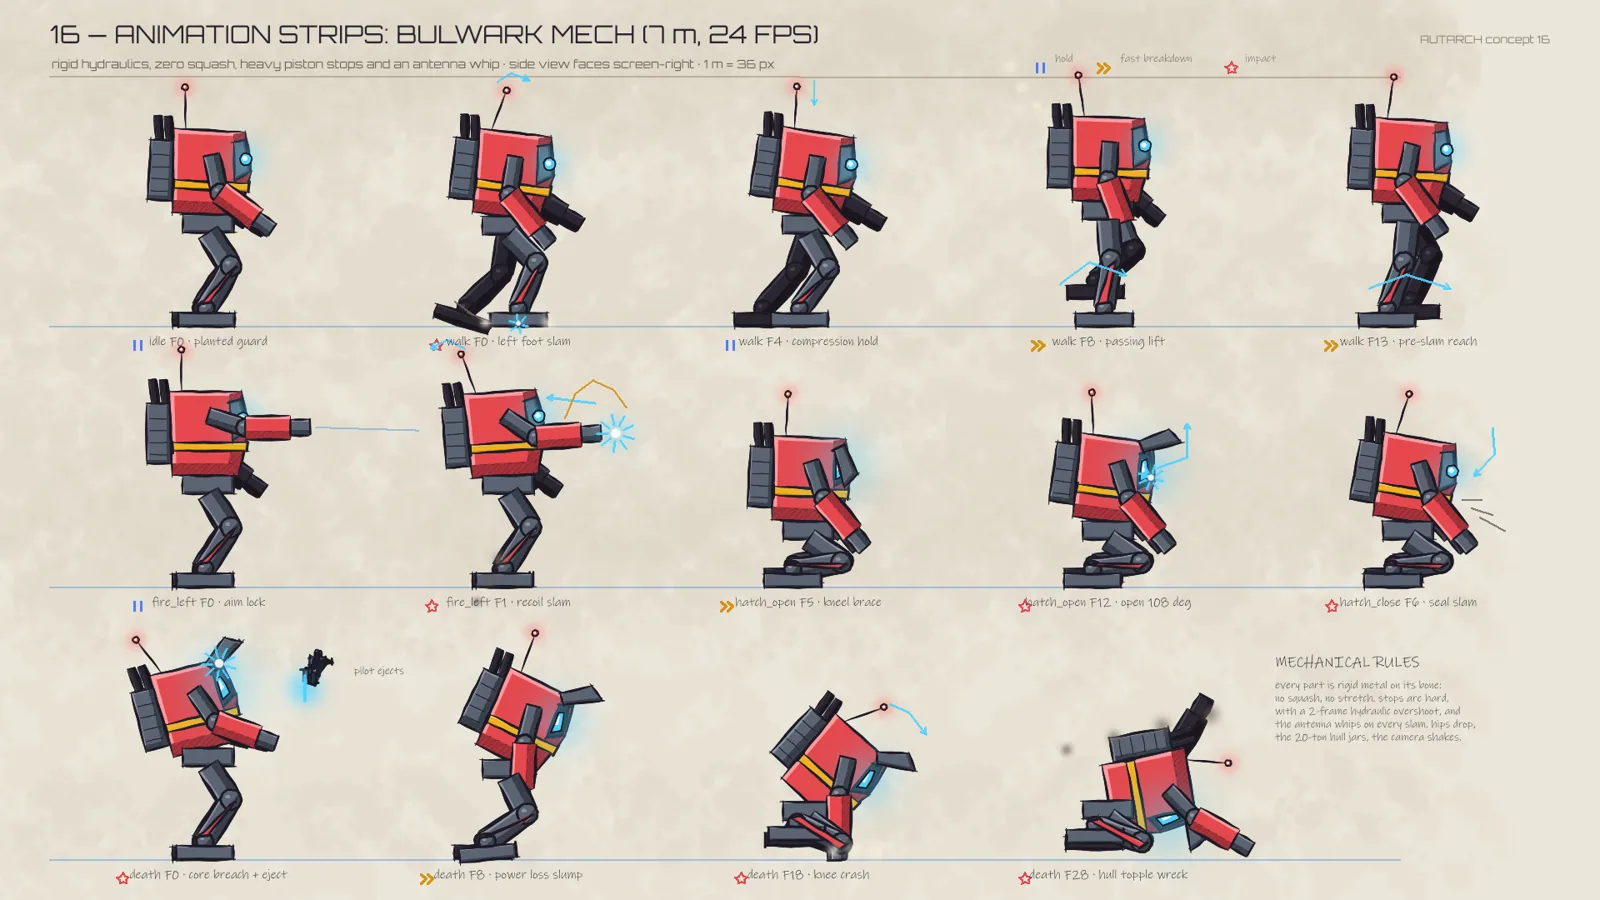 16 — ANIMATION STRIPS: BULWARK MECH (7 m, 24 FPS)
AUTARCH concept 16
rigid hydraulics, zero squash, heavy piston stops and an antenna whip · side view faces screen-right · 1 m = 36 px
hold
fast breakdown
impact
idle F0 · planted guard
walk F0 · left foot slam
walk F4 · compression hold
walk F8 · passing lift
walk F13 · pre-slam reach
fire_left F0 · aim lock
fire_left F1 · recoil slam
hatch_open F5 · kneel brace
hatch_open F12 · open 108 deg
hatch_close F6 · seal slam
pilot ejects
MECHANICAL RULES
every part is rigid metal on its bone:
no squash, no stretch. stops are hard,
with a 2-frame hydraulic overshoot, and
the antenna whips on every slam. hips drop,
the 20-ton hull jars, the camera shakes.
death F0 · core breach + eject
death F8 · power loss slump
death F18 · knee crash
death F28 · hull topple wreck